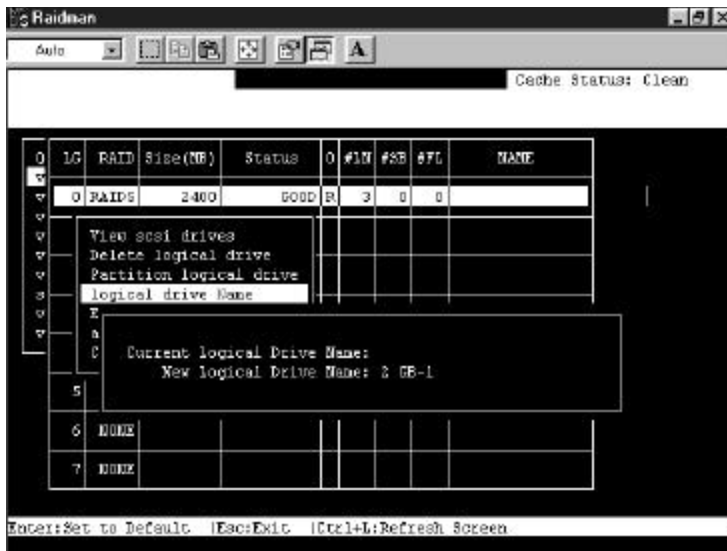 Raidman
Auto
A
Cache Status: Clean
Q LG RAID Size(MB) Status O #LN #SB #FL NAME
v
v 0 RAID5 2400 GOOD R 3 0 0
v
v View scsi drives
v Delete logical drive
v Partition logical drive
s logical drive Name
v
v
Current logical Drive Name:
New logical Drive Name: 2 GB-1
5
6 NONE
7 NONE
Enter:Set to Default |Esc:Exit |Ctrl+L:Refresh Screen